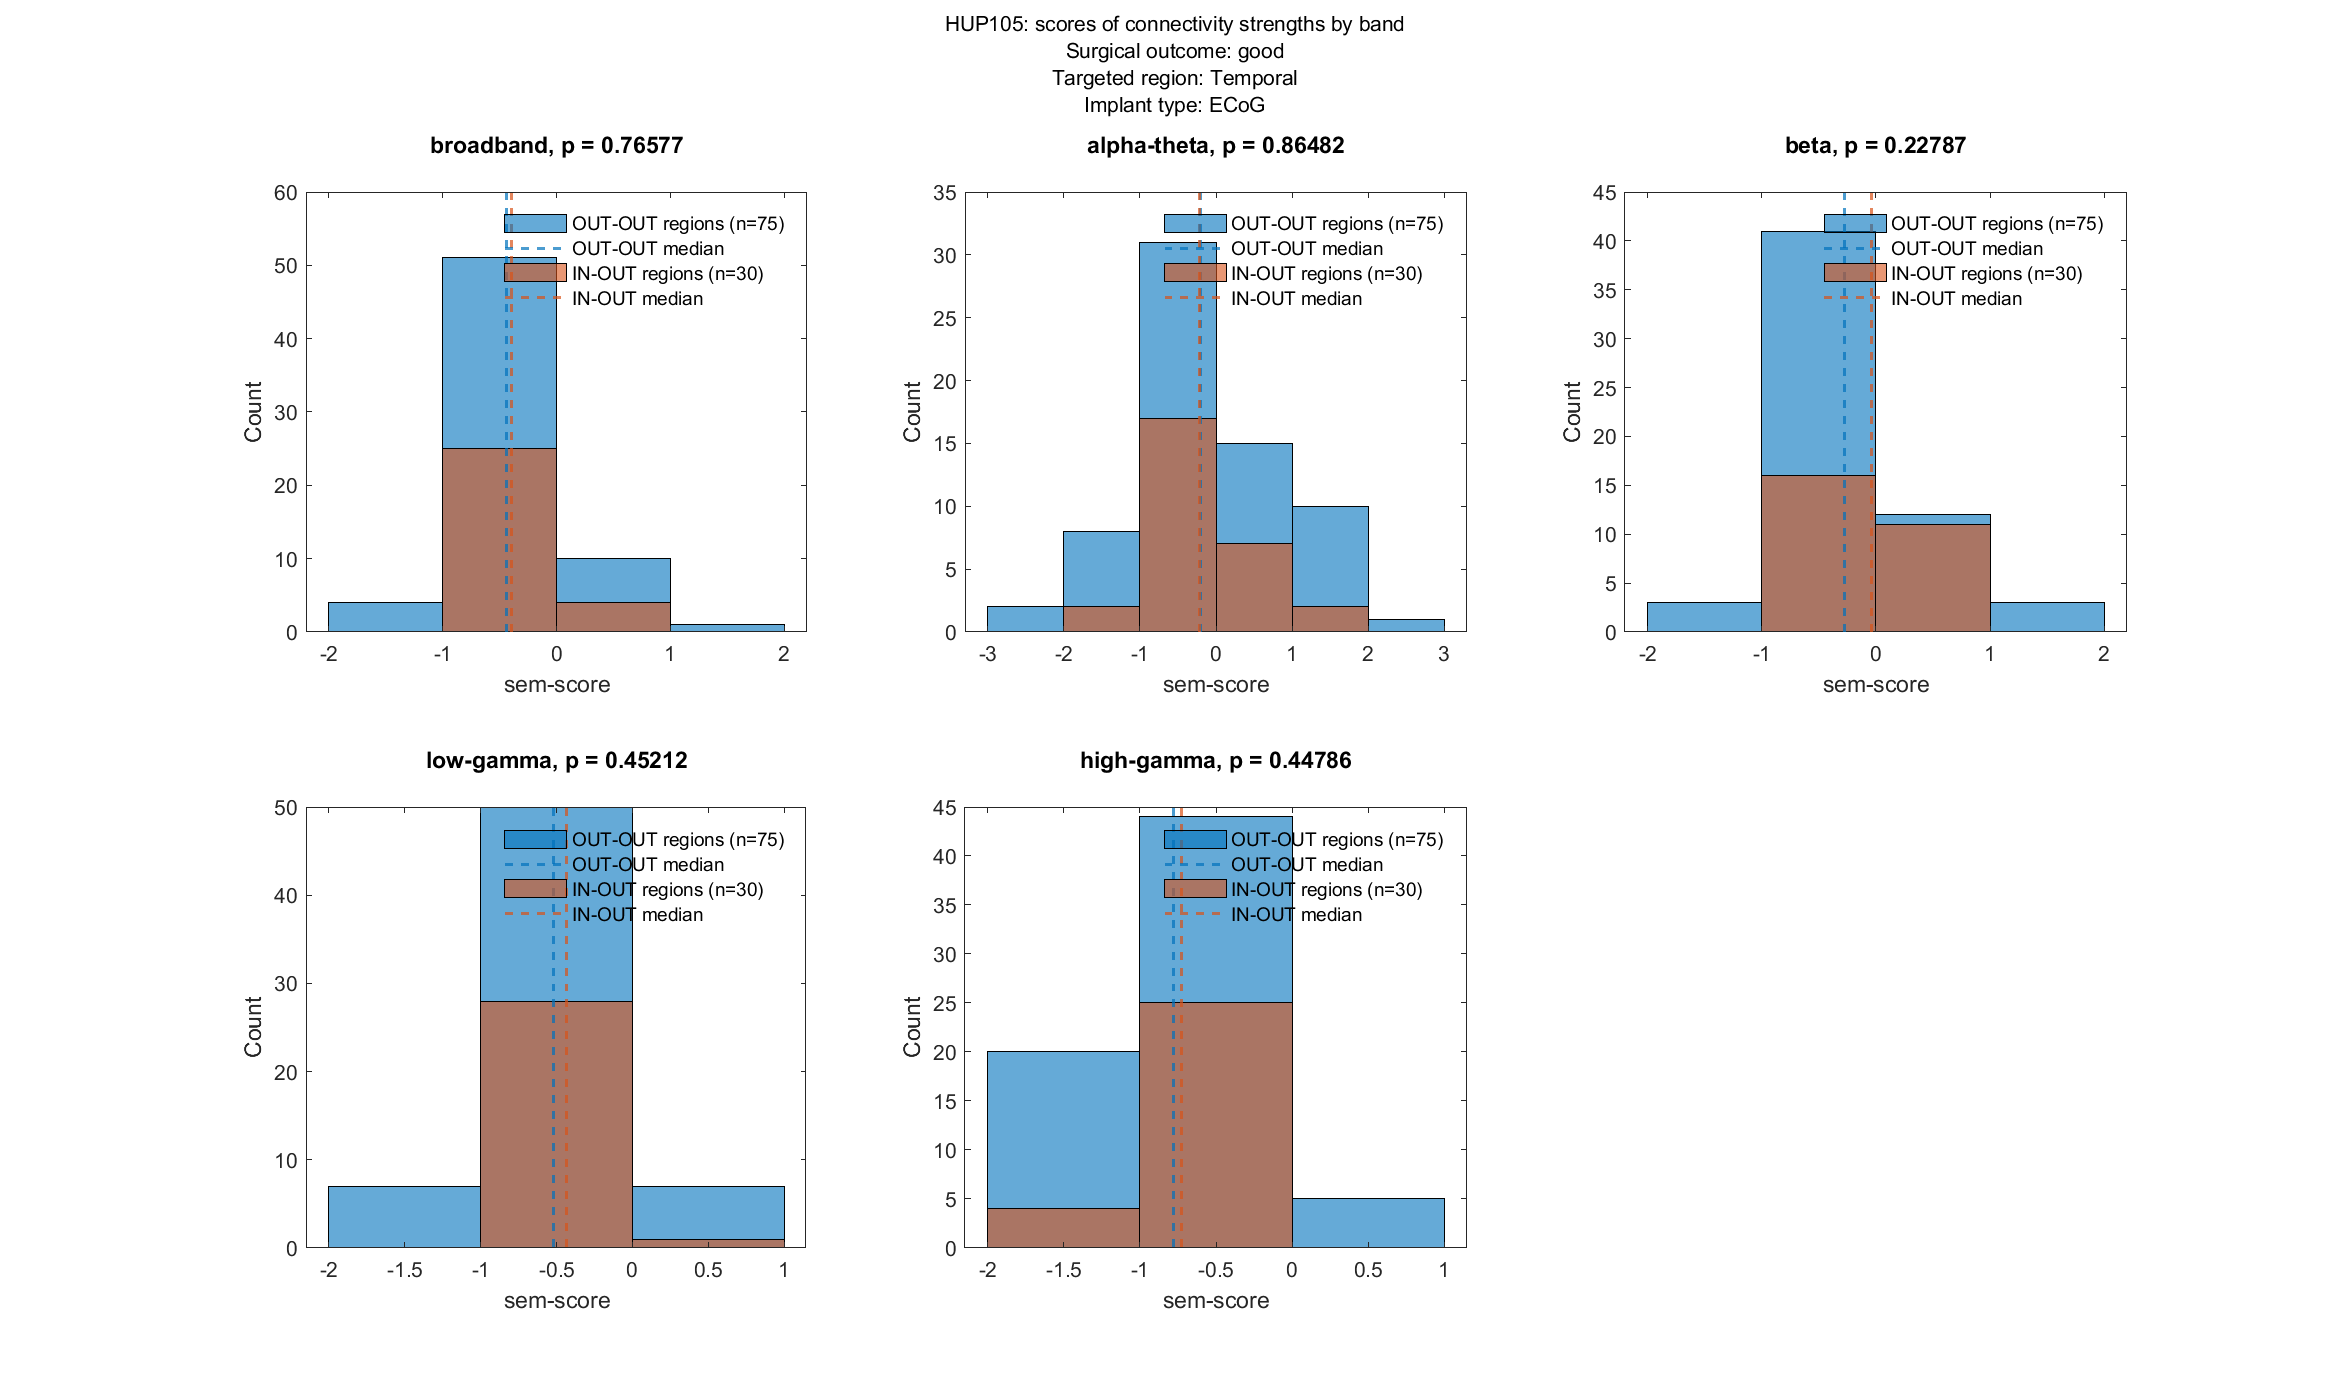 HUP105: scores of connectivity strengths by band
Surgical outcome: good
Targeted region: Temporal
Implant type: ECoG
broadband, p = 0.76577
60
50
40
30
20
10
0
Count
OUT-OUT regions (n=75)
OUT-OUT median
IN-OUT regions (n=30)
IN-OUT median
-2 -1 0 1 2
sem-score
alpha-theta, p = 0.86482
35
30
25
20
15
10
5
0
Count
OUT-OUT regions (n=75)
OUT-OUT median
IN-OUT regions (n=30)
IN-OUT median
-3 -2 -1 0 1 2 3
sem-score
beta, p = 0.22787
45
40
35
30
25
20
15
10
5
0
Count
OUT-OUT regions (n=75)
OUT-OUT median
IN-OUT regions (n=30)
IN-OUT median
-2 -1 0 1 2
sem-score
low-gamma, p = 0.45212
50
40
30
20
10
0
Count
OUT-OUT regions (n=75)
OUT-OUT median
IN-OUT regions (n=30)
IN-OUT median
-2 -1.5 -1 -0.5 0 0.5 1
sem-score
high-gamma, p = 0.44786
45
40
35
30
25
20
15
10
5
0
Count
OUT-OUT regions (n=75)
OUT-OUT median
IN-OUT regions (n=30)
IN-OUT median
-2 -1.5 -1 -0.5 0 0.5 1
sem-score